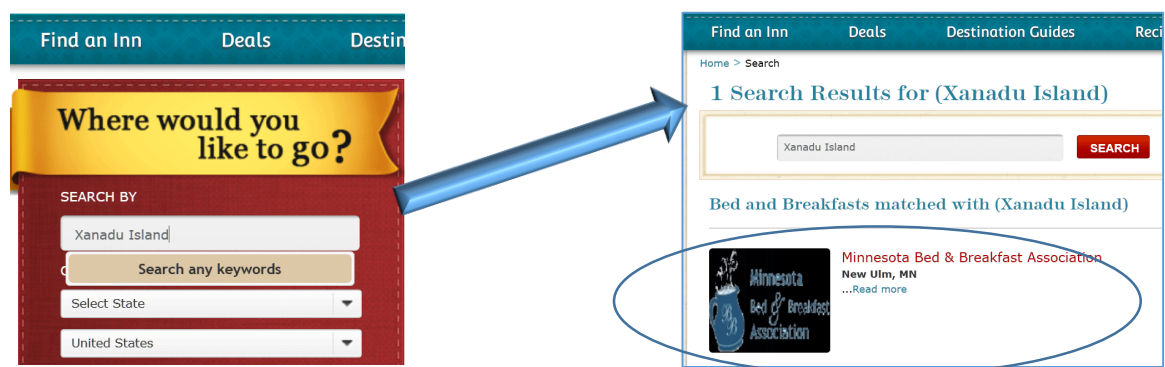 Find an Inn Deals Destin
Where would you
like to go?
SEARCH BY
Xanadu Island
Search any keywords
Select State
United States
Find an Inn Deals Destination Guides Reci
Home > Search
1 Search Results for (Xanadu Island)
Xanadu Island SEARCH
Bed and Breakfasts matched with (Xanadu Island)
Minnesota
Bed & Breakfast
Association
BB
Minnesota Bed & Breakfast Association
New Ulm, MN
...Read more